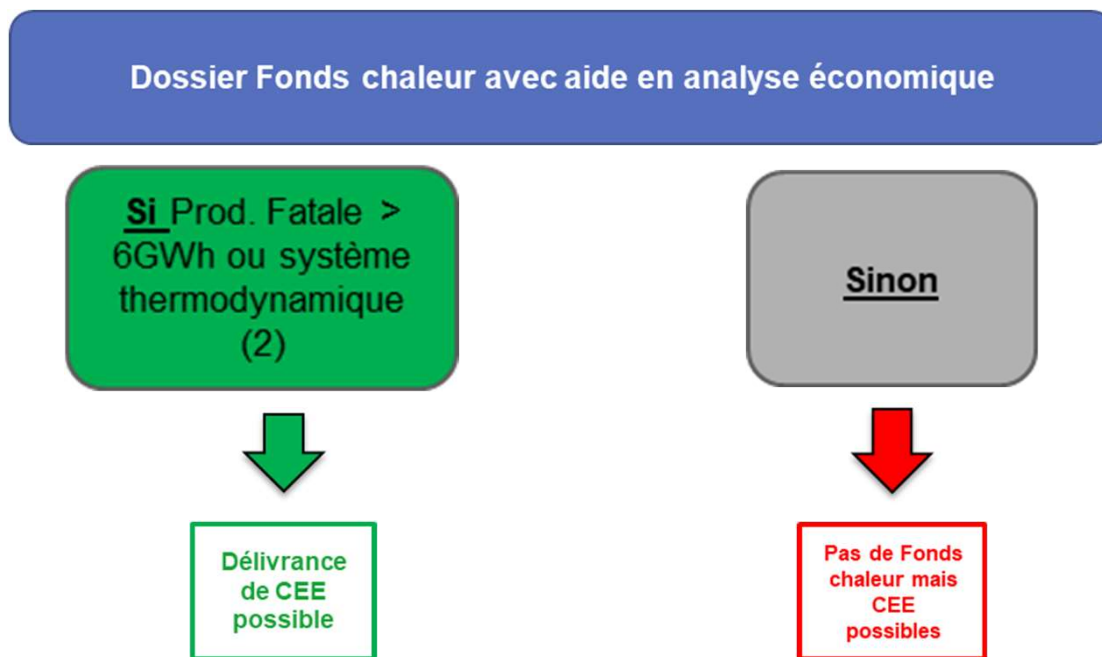 Dossier Fonds chaleur avec aide en analyse économique
Si Prod. Fatale >
6GWh ou système
thermodynamique
(2)
Sinon
Délivrance
de CEE
possible
Pas de Fonds
chaleur mais
CEE
possibles